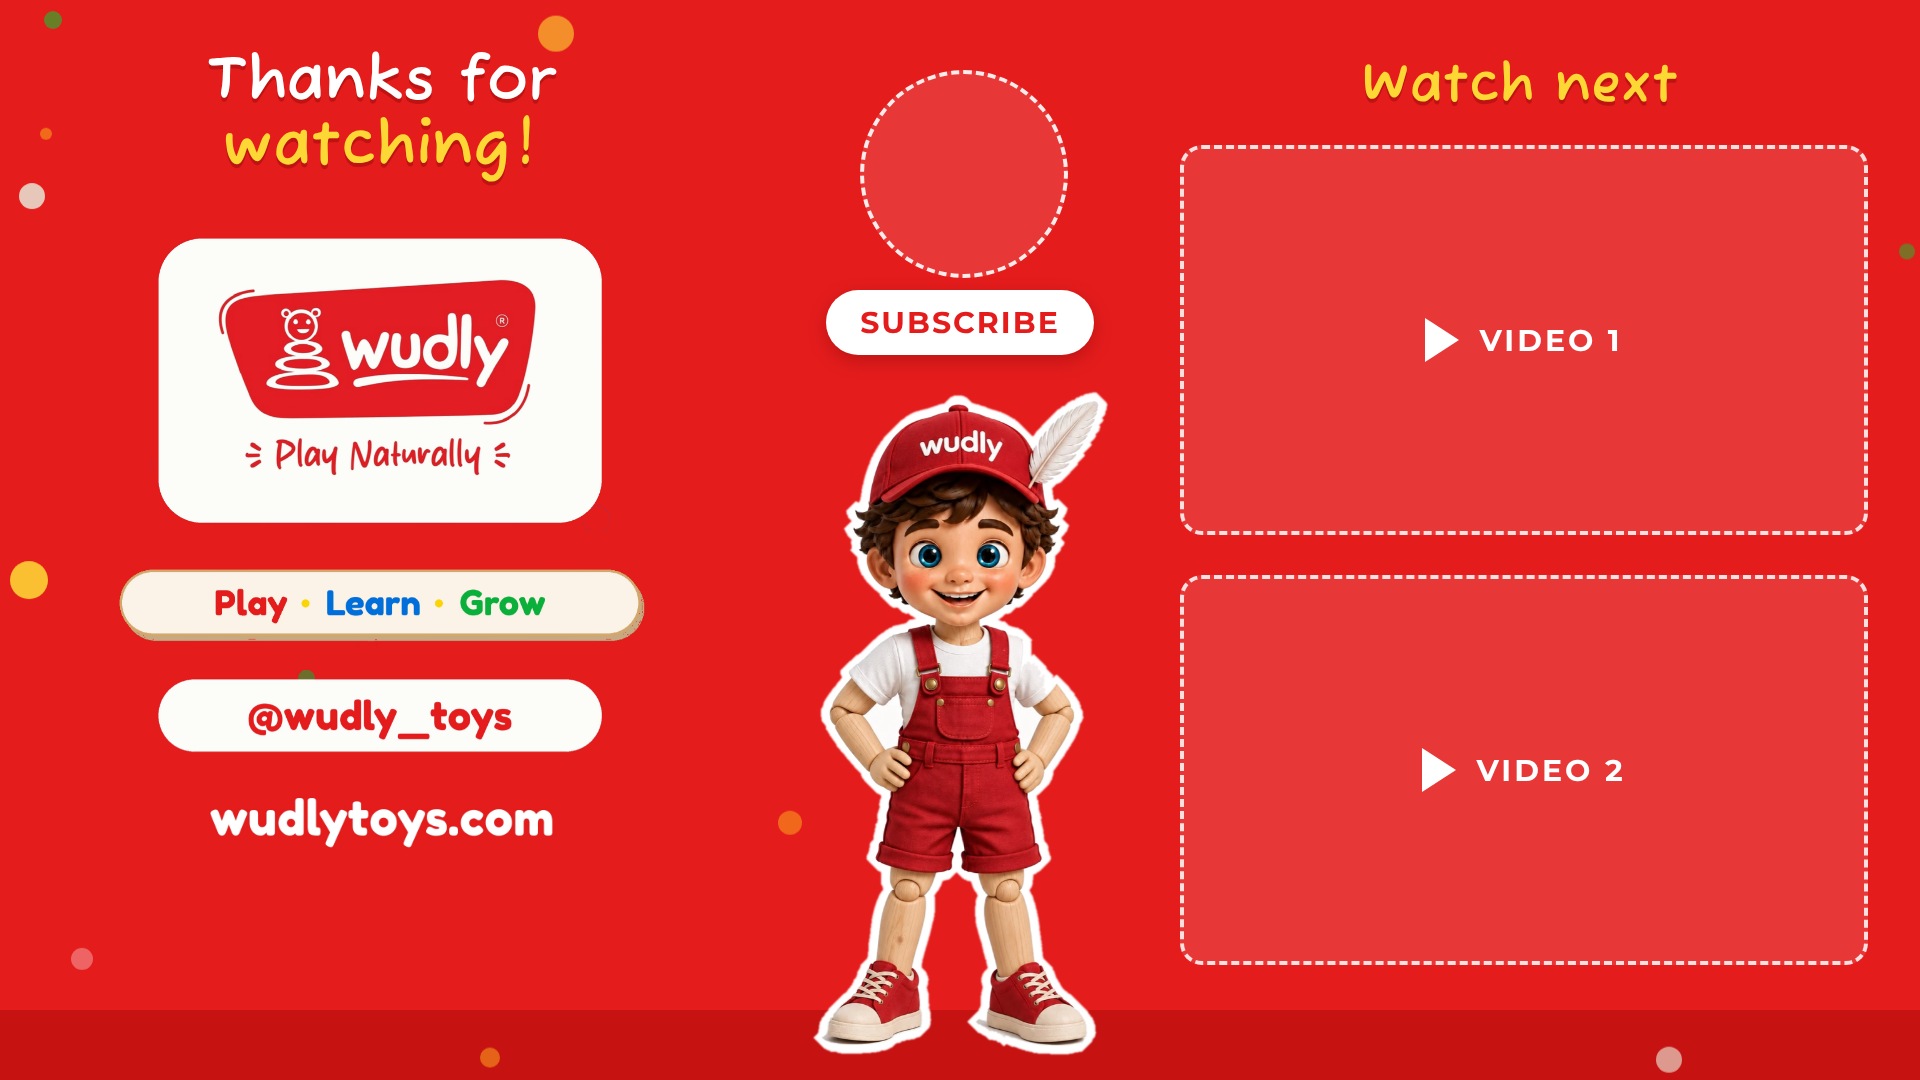 Thanks for
watching!
wudly®
Play Naturally
Play · Learn · Grow
@wudly_toys
wudlytoys.com
SUBSCRIBE
wudly
Watch next
VIDEO 1
VIDEO 2